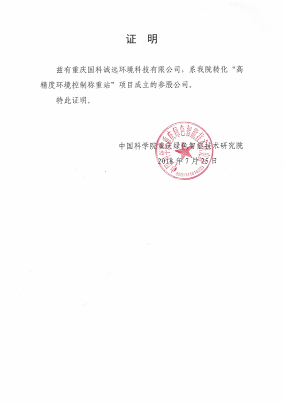 证 明
兹有重庆国科诚远环境科技有限公司，系我院转化“高
精度环境控制称重站”项目成立的参股公司。
特此证明。
中国科学院重庆绿色智能技术研究院
2018 年 7 月 25 日